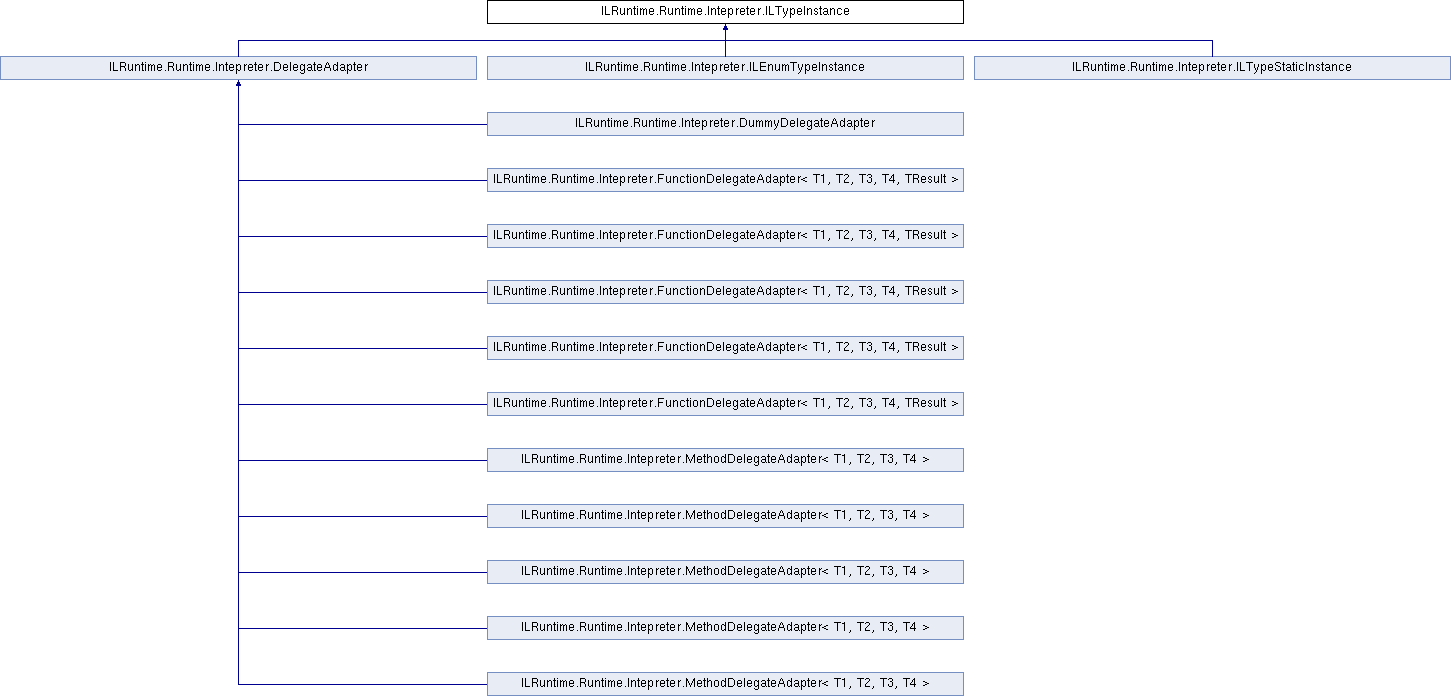 ILRuntime.Runtime.Intepreter.ILTypeInstance
ILRuntime.Runtime.Intepreter.DelegateAdapter
ILRuntime.Runtime.Intepreter.ILEnumTypeInstance
ILRuntime.Runtime.Intepreter.ILTypeStaticInstance
ILRuntime.Runtime.Intepreter.DummyDelegateAdapter
ILRuntime.Runtime.Intepreter.FunctionDelegateAdapter< T1, T2, T3, T4, TResult >
ILRuntime.Runtime.Intepreter.FunctionDelegateAdapter< T1, T2, T3, T4, TResult >
ILRuntime.Runtime.Intepreter.FunctionDelegateAdapter< T1, T2, T3, T4, TResult >
ILRuntime.Runtime.Intepreter.FunctionDelegateAdapter< T1, T2, T3, T4, TResult >
ILRuntime.Runtime.Intepreter.FunctionDelegateAdapter< T1, T2, T3, T4, TResult >
ILRuntime.Runtime.Intepreter.MethodDelegateAdapter< T1, T2, T3, T4 >
ILRuntime.Runtime.Intepreter.MethodDelegateAdapter< T1, T2, T3, T4 >
ILRuntime.Runtime.Intepreter.MethodDelegateAdapter< T1, T2, T3, T4 >
ILRuntime.Runtime.Intepreter.MethodDelegateAdapter< T1, T2, T3, T4 >
ILRuntime.Runtime.Intepreter.MethodDelegateAdapter< T1, T2, T3, T4 >